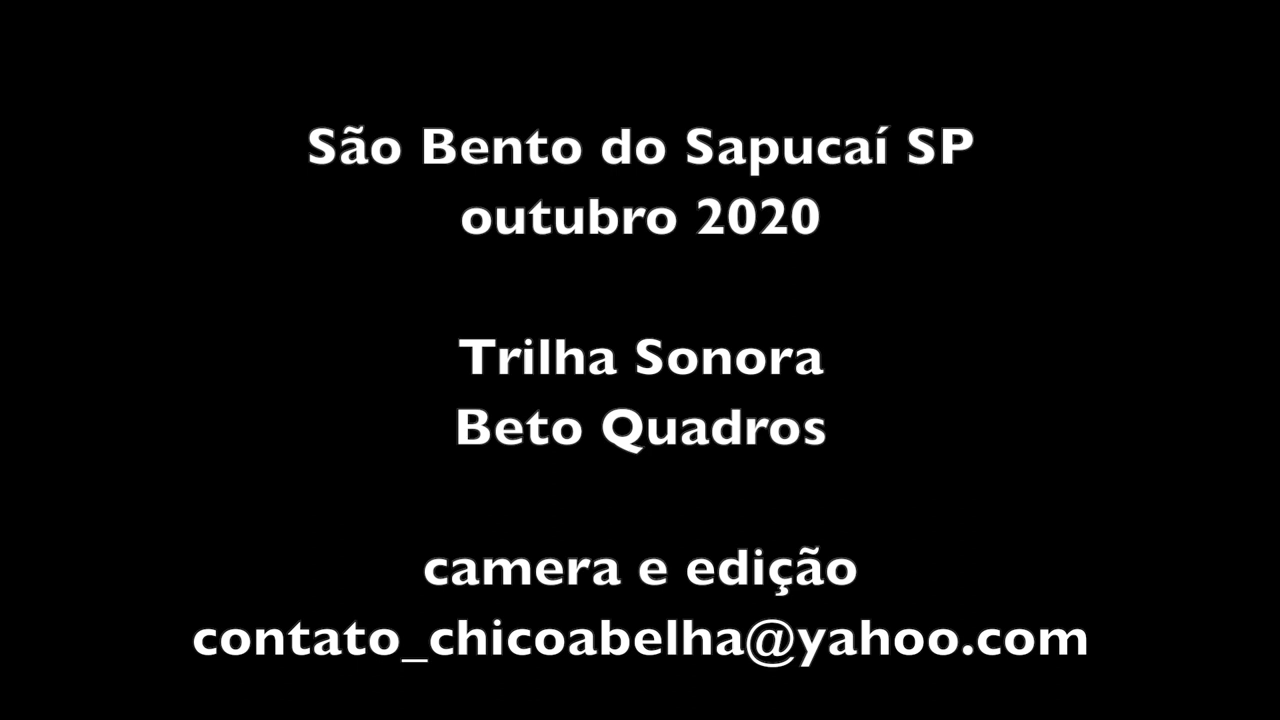 São Bento do Sapucaí SP
outubro 2020
Trilha Sonora
Beto Quadros
camera e edição
contato_chicoabelha@yahoo.com